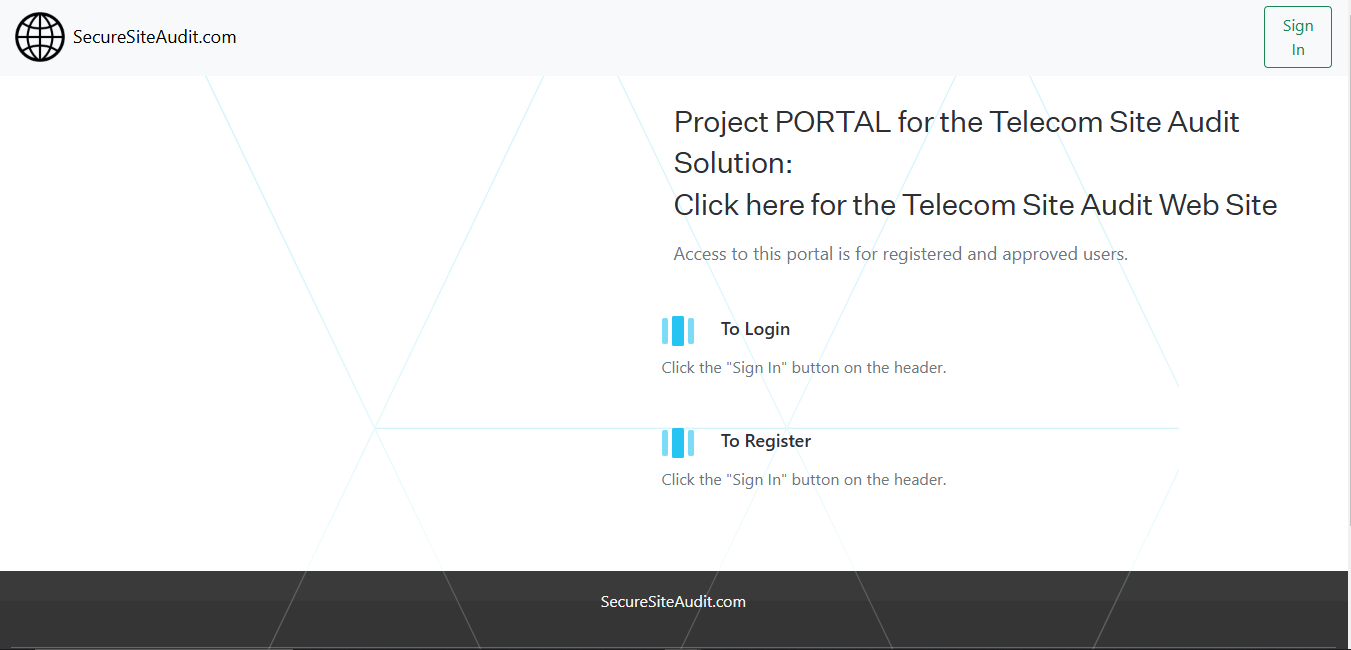 SecureSiteAudit.com
Sign
In
Project PORTAL for the Telecom Site Audit
Solution:
Click here for the Telecom Site Audit Web Site
Access to this portal is for registered and approved users.
To Login
Click the "Sign In" button on the header.
To Register
Click the "Sign In" button on the header.
SecureSiteAudit.com